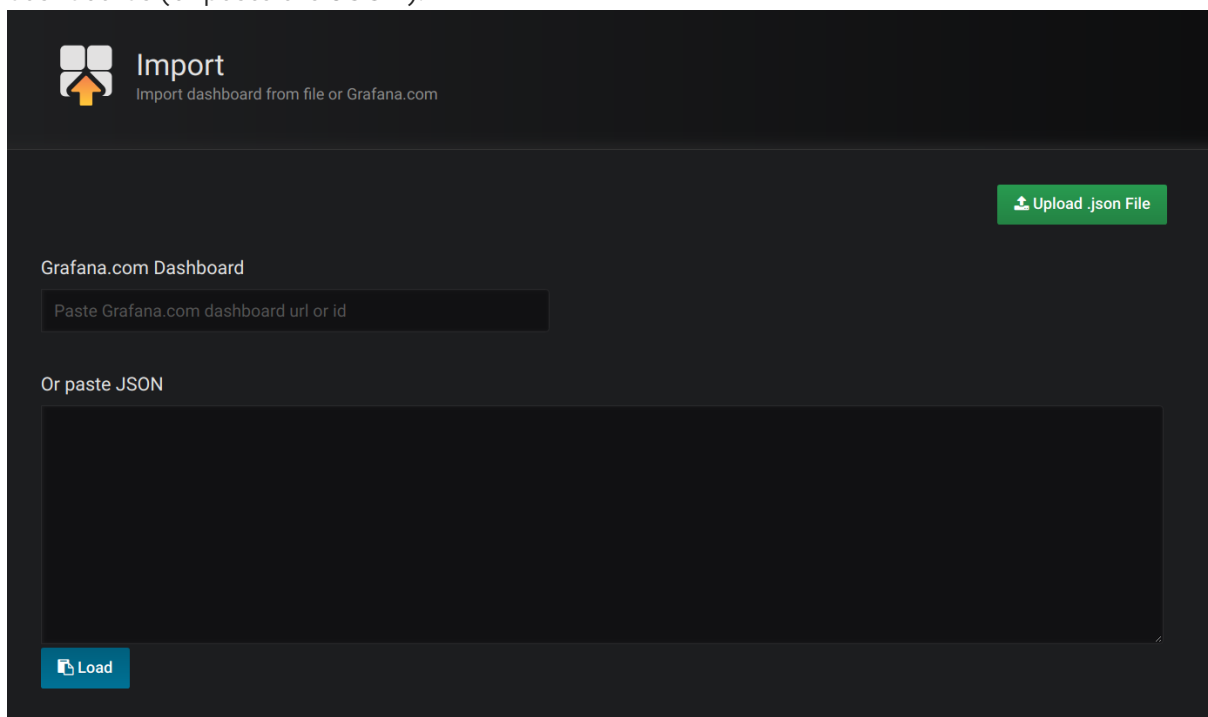 Import
Import dashboard from file or Grafana.com
Upload .json File
Grafana.com Dashboard
Paste Grafana.com dashboard url or id
Or paste JSON
Load